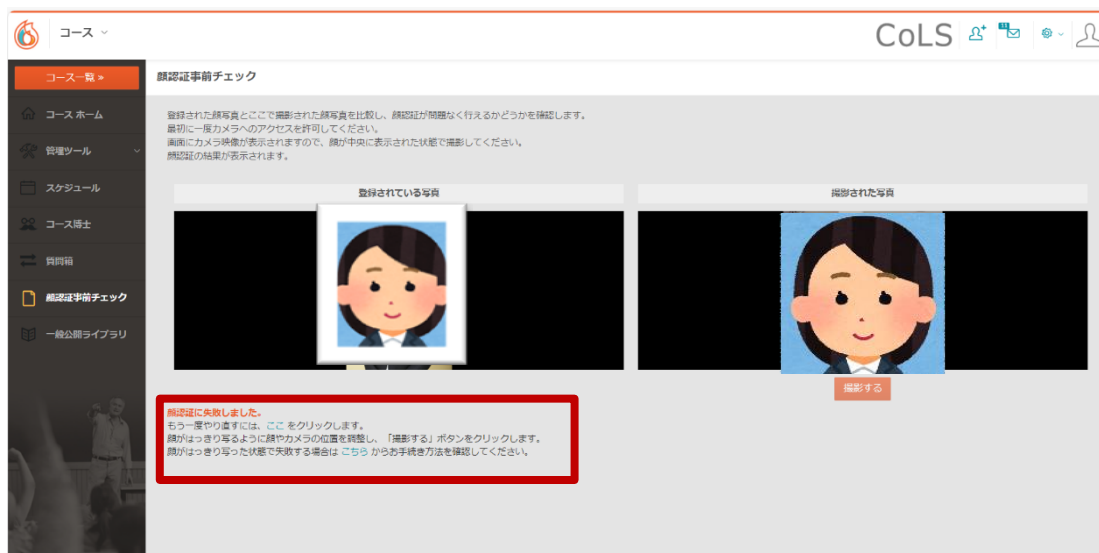 コース
CoLS
13
コース一覧 »
顔認証事前チェック
コース ホーム
管理ツール
スケジュール
コース博士
質問箱
顔認証事前チェック
一般公開ライブラリ
登録された顔写真とここで撮影された顔写真を比較し、顔認証が問題なく行えるかどうかを確認します。
最初に一度カメラへのアクセスを許可してください。
画面にカメラ映像が表示されますので、顔が中央に表示された状態で撮影してください。
顔認証の結果が表示されます。
登録されている写真
撮影された写真
撮影する
顔認証に失敗しました。
もう一度やり直すには、ここ をクリックします。
顔がはっきり写るように顔やカメラの位置を調整し、「撮影する」ボタンをクリックします。
顔がはっきり写った状態で失敗する場合は こちら からお手続き方法を確認してください。